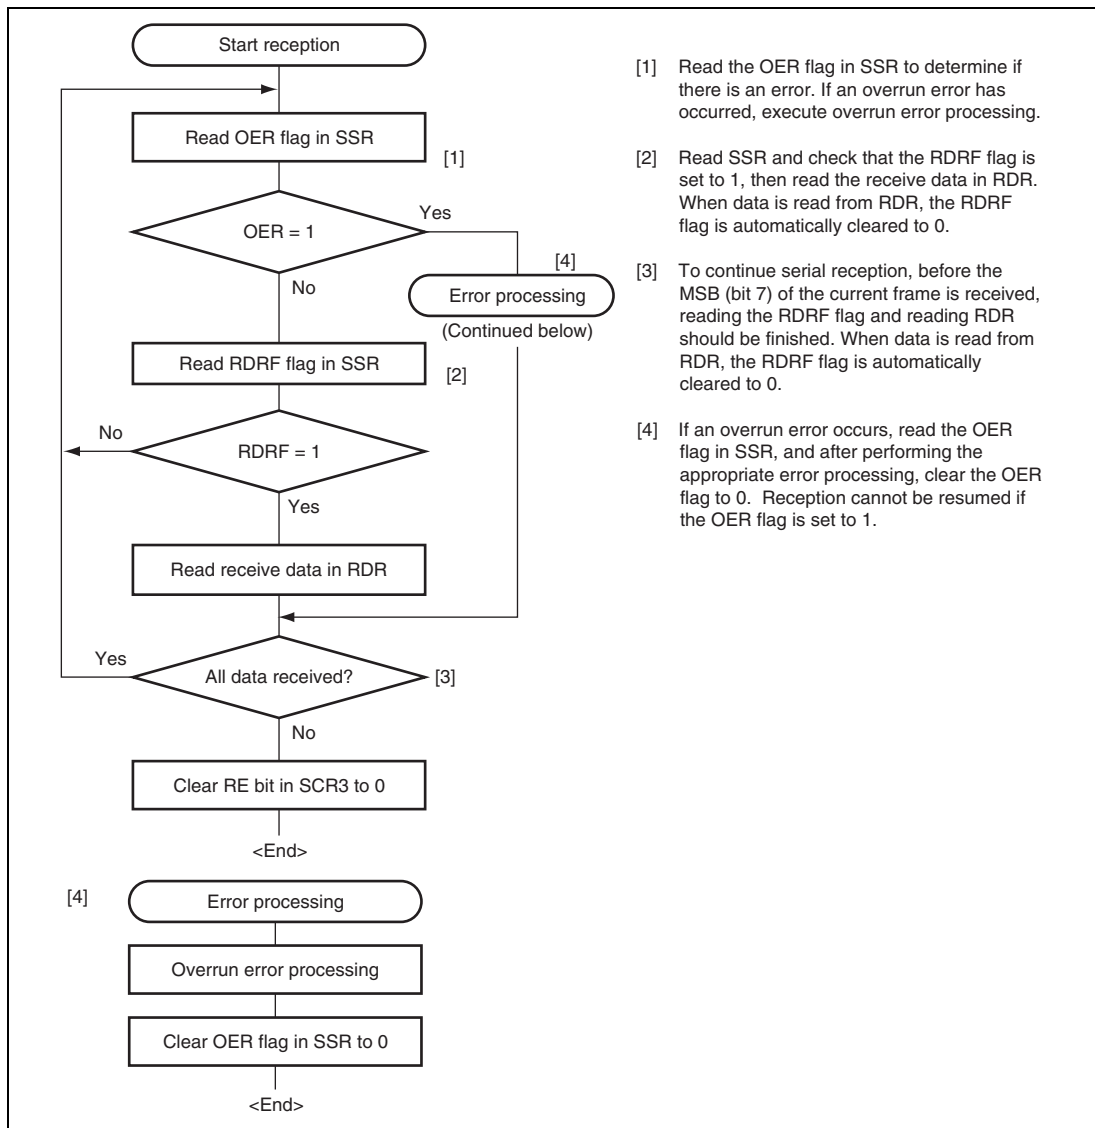 Start reception
Read OER flag in SSR
[1]
OER = 1
Yes
No
[4]
Error processing
(Continued below)
Read RDRF flag in SSR
[2]
RDRF = 1
No
Yes
Read receive data in RDR
All data received?
[3]
Yes
No
Clear RE bit in SCR3 to 0
<End>
[4]
Error processing
Overrun error processing
Clear OER flag in SSR to 0
<End>
[1] Read the OER flag in SSR to determine if
there is an error. If an overrun error has
occurred, execute overrun error processing.
[2] Read SSR and check that the RDRF flag is
set to 1, then read the receive data in RDR.
When data is read from RDR, the RDRF
flag is automatically cleared to 0.
[3] To continue serial reception, before the
MSB (bit 7) of the current frame is received,
reading the RDRF flag and reading RDR
should be finished. When data is read from
RDR, the RDRF flag is automatically
cleared to 0.
[4] If an overrun error occurs, read the OER
flag in SSR, and after performing the
appropriate error processing, clear the OER
flag to 0.  Reception cannot be resumed if
the OER flag is set to 1.